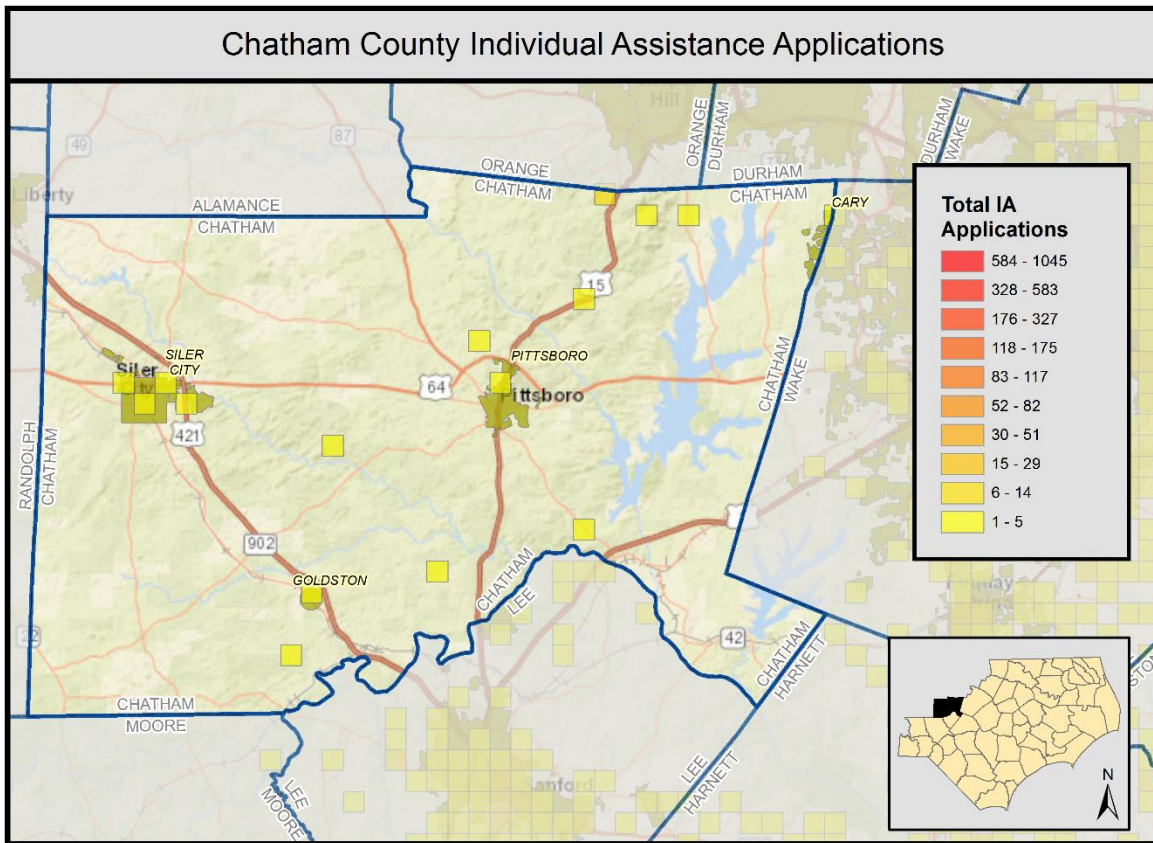 Chatham County Individual Assistance Applications
Hill
87
49
Liberty
ORANGE
CHATHAM
ORANGE
DURHAM
DURHAM
CHATHAM
DURHAM
WAKE
ALAMANCE
CHATHAM
CARY
15
SILER
CITY
Siler
City
PITTSBORO
Pittsboro
64
421
CHATHAM
WAKE
RANDOLPH
CHATHAM
902
GOLDSTON
CHATHAM
LEE
22
42
CHATHAM
HARNETT
CHATHAM
MOORE
LEE
MOORE
LEE
HARNETT
Total IA
Applications
584 - 1045
328 - 583
176 - 327
118 - 175
83 - 117
52 - 82
30 - 51
15 - 29
6 - 14
1 - 5
N